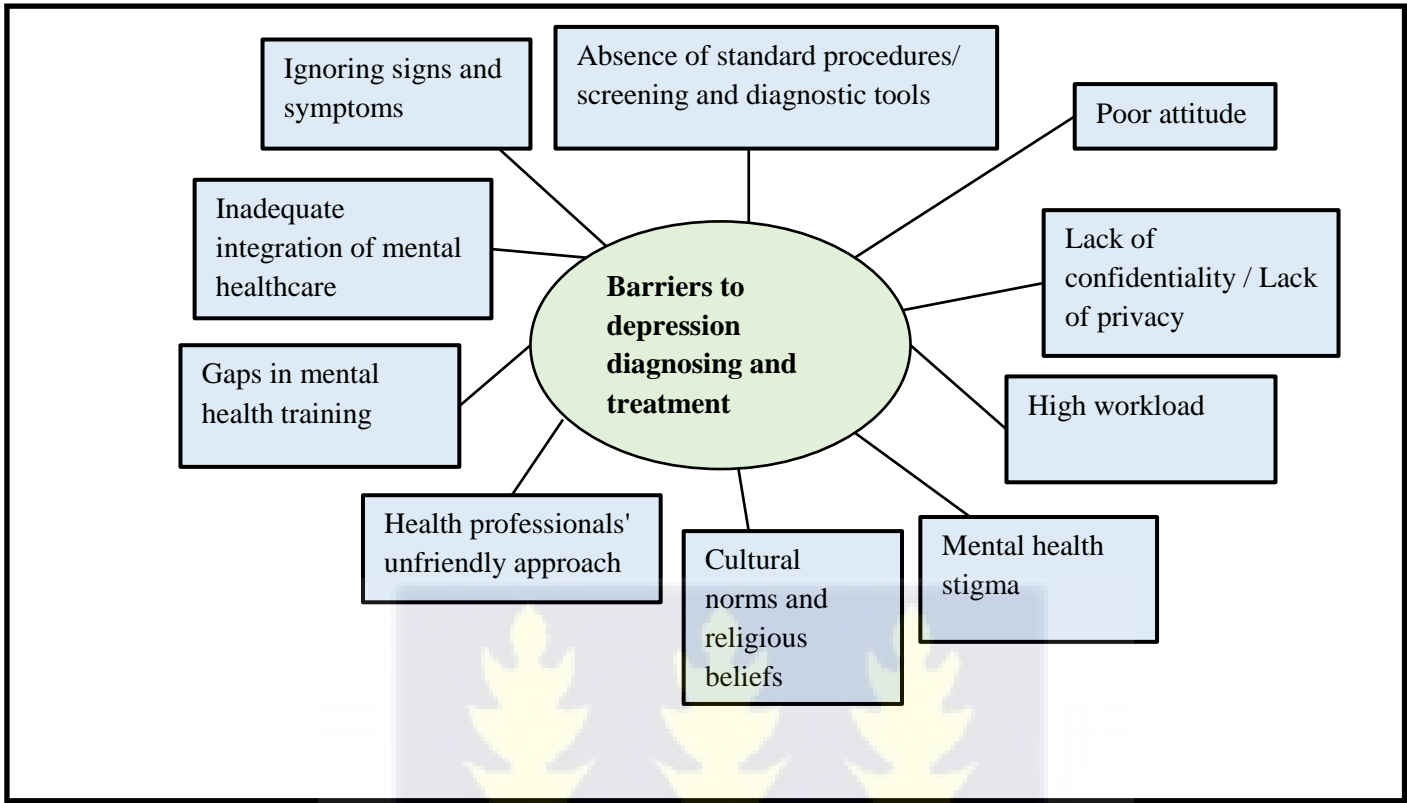 Ignoring signs and
symptoms
Absence of standard procedures/
screening and diagnostic tools
Poor attitude
Inadequate
integration of mental
healthcare
Lack of
confidentiality / Lack
of privacy
Barriers to
depression
diagnosing and
treatment
Gaps in mental
health training
High workload
Health professionals'
unfriendly approach
Cultural
norms and
religious
beliefs
Mental health
stigma